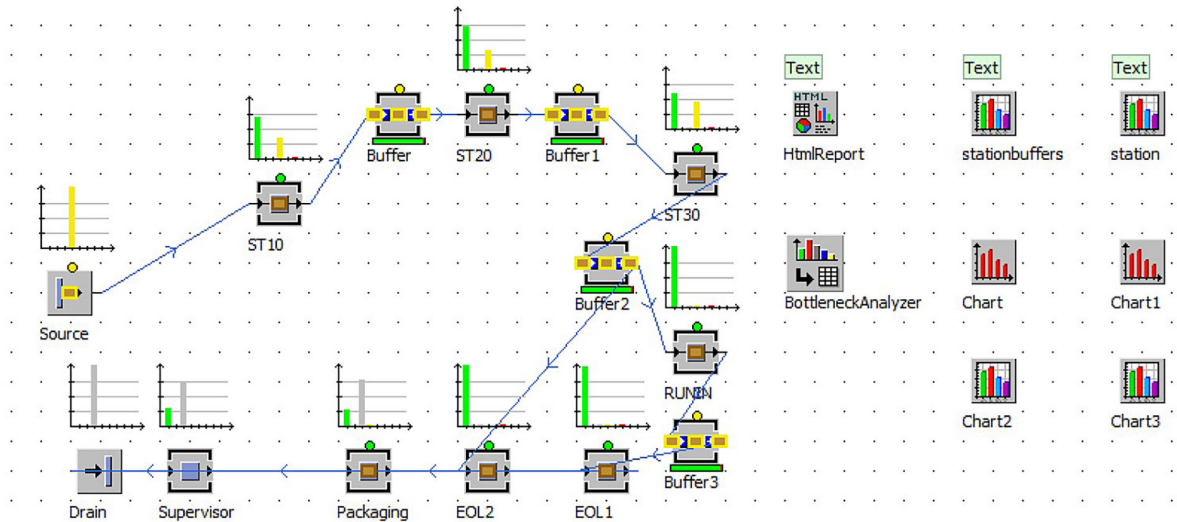 Text
Text
Text
HTML
HtmlReport
stationbuffers
station
Buffer
ST20
Buffer1
ST10
ST30
Source
Buffer2
BottleneckAnalyzer
Chart
Chart1
RUNIN
Chart2
Chart3
Buffer3
Drain
Supervisor
Packaging
EOL2
EOL1